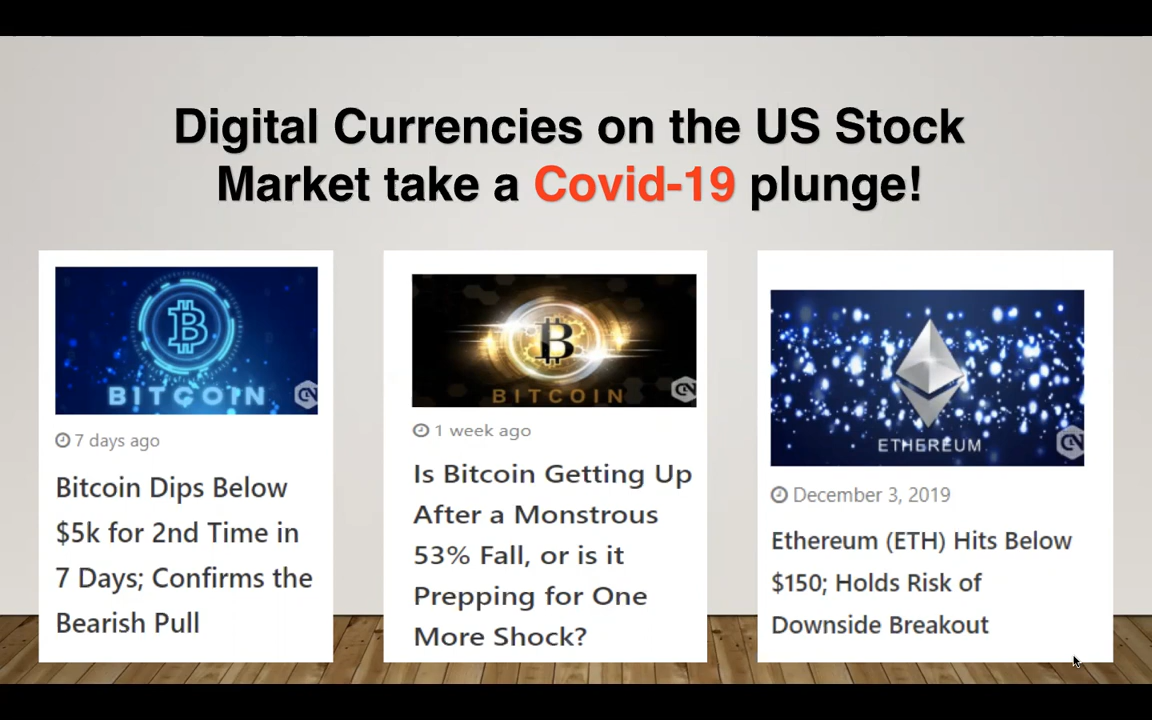 Digital Currencies on the US Stock
Market take a Covid-19 plunge!
BITCOIN
7 days ago
Bitcoin Dips Below
$5k for 2nd Time in
7 Days; Confirms the
Bearish Pull
BITCOIN
1 week ago
Is Bitcoin Getting Up
After a Monstrous
53% Fall, or is it
Prepping for One
More Shock?
ETHEREUM
December 3, 2019
Ethereum (ETH) Hits Below
$150; Holds Risk of
Downside Breakout